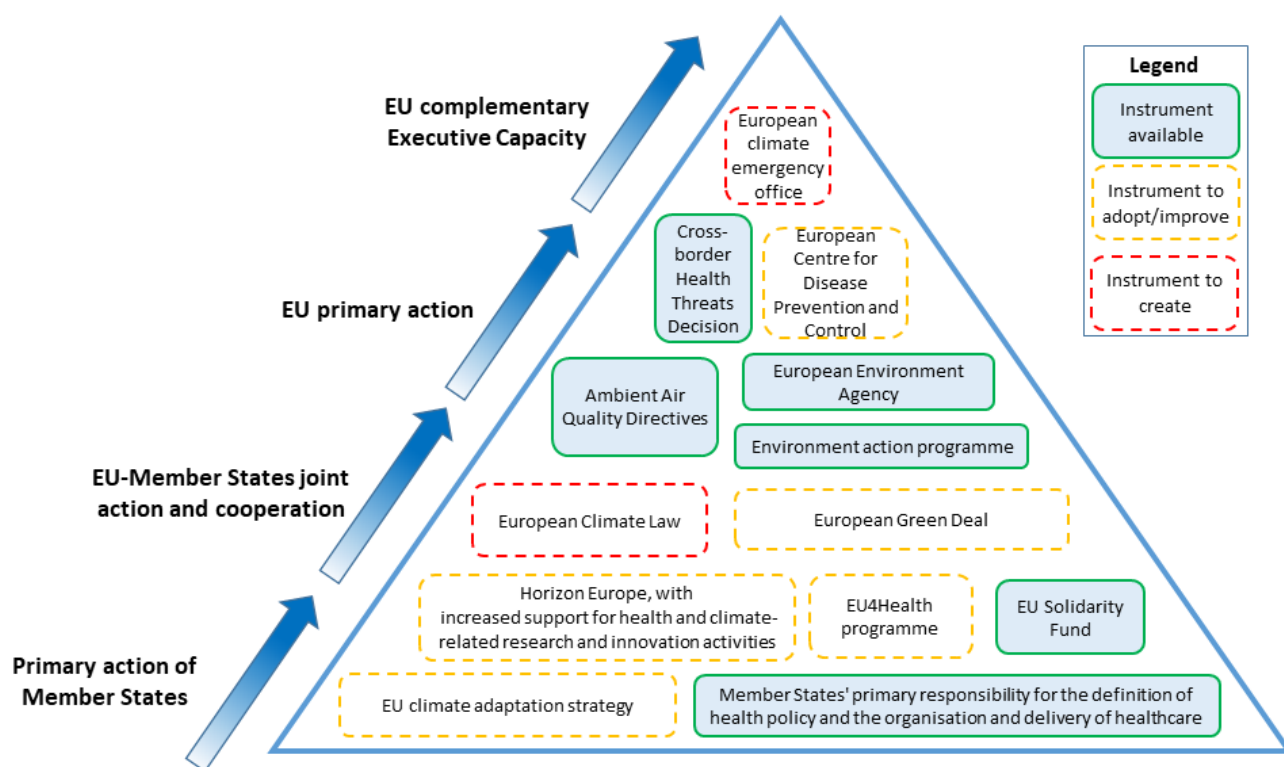 EU complementary
Executive Capacity
EU primary action
EU-Member States joint
action and cooperation
Primary action of
Member States
European
climate
emergency
office
Cross-
border
Health
Threats
Decision
European
Centre for
Disease
Prevention and
Control
Ambient Air
Quality Directives
European Environment
Agency
Environment action programme
European Climate Law
European Green Deal
Horizon Europe, with
increased support for health and climate-
related research and innovation activities
EU4Health
programme
EU Solidarity
Fund
EU climate adaptation strategy
Member States' primary responsibility for the definition of
health policy and the organisation and delivery of healthcare
Legend
Instrument
available
Instrument to
adopt/improve
Instrument to
create